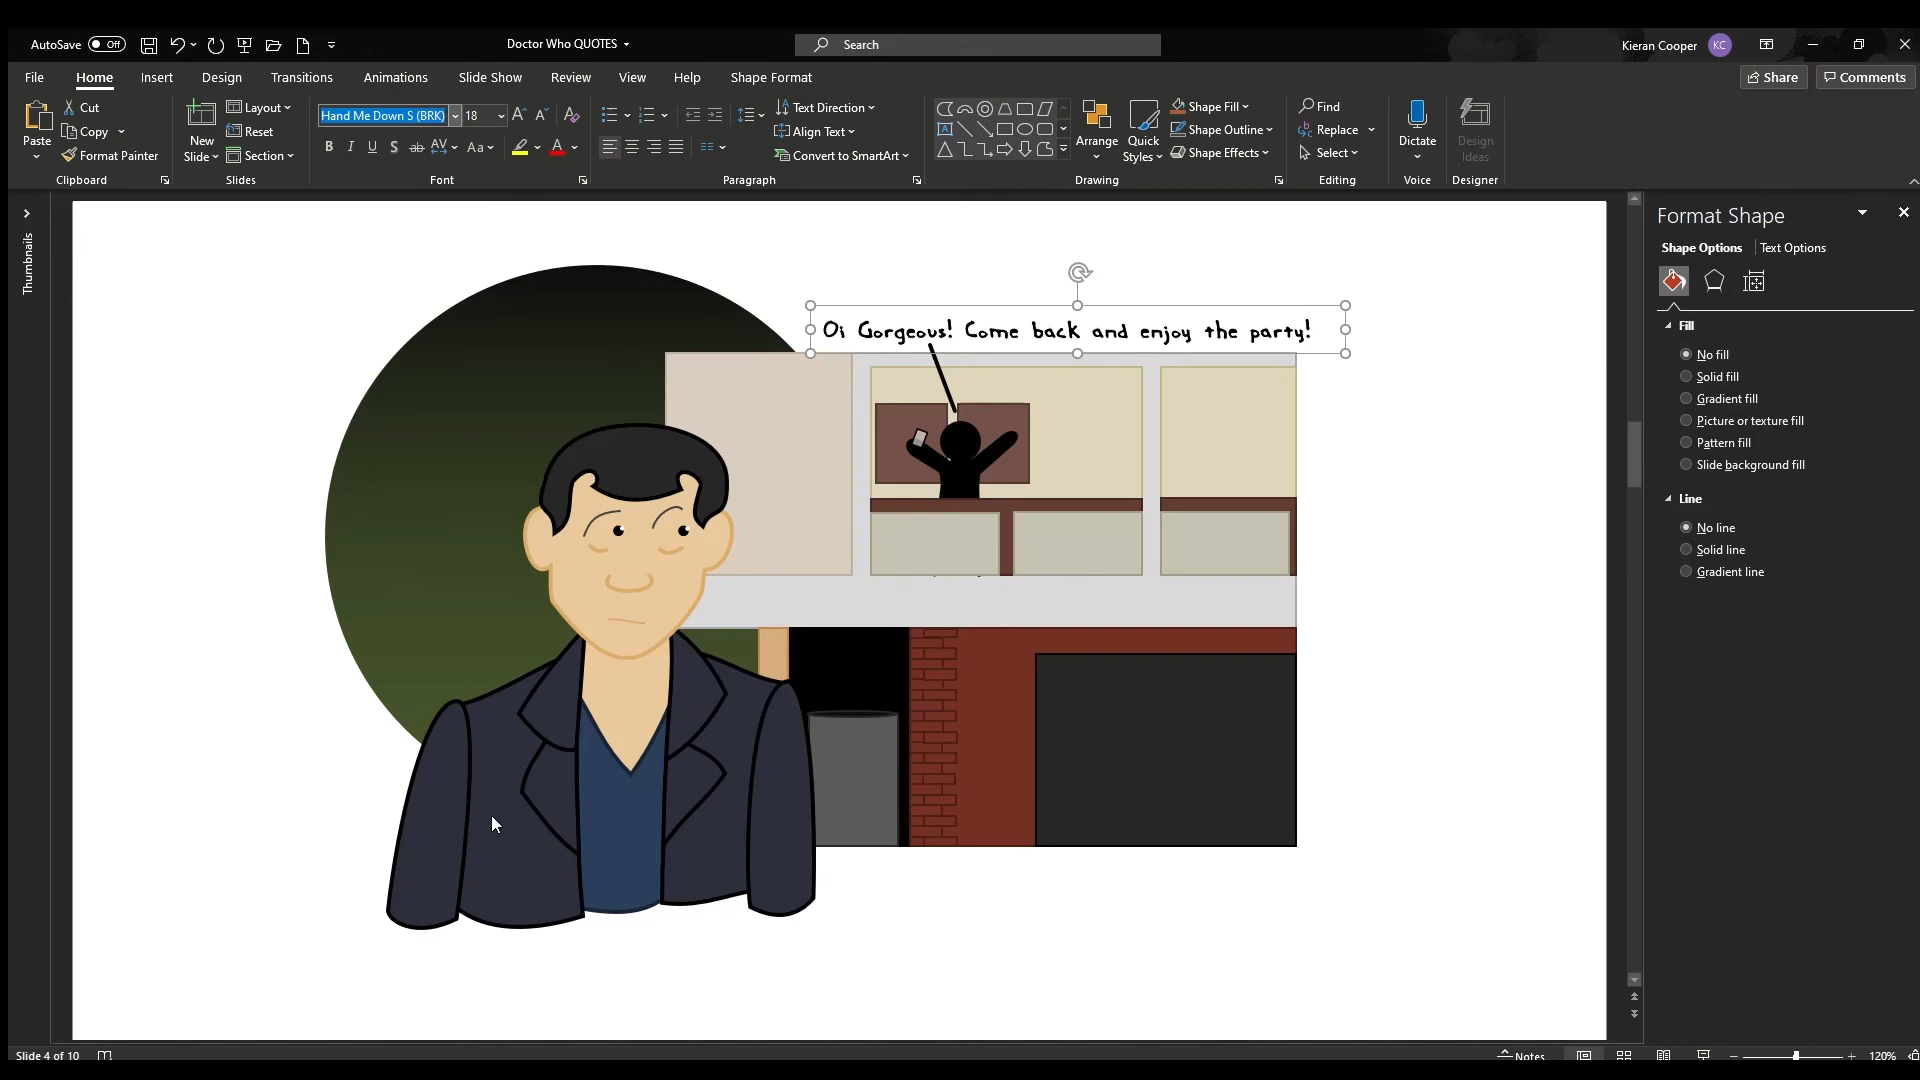 AutoSave Off
Doctor Who QUOTES
Search
Kieran Cooper KC
File Home Insert Design Transitions Animations Slide Show Review View Help Shape Format
Share Comments
Paste
Cut
Copy
Format Painter
Clipboard
New Slide
Layout
Reset
Section
Slides
Hand Me Down S (BRK) 18
B I U S ab AV Aa A
Font
Text Direction
Align Text
Convert to SmartArt
Paragraph
Arrange
Quick Styles
Shape Fill
Shape Outline
Shape Effects
Drawing
Find
Replace
Select
Editing
Dictate
Voice
Design Ideas
Designer
Thumbnails
Oi Gorgeous! Come back and enjoy the party!
Format Shape
Shape Options Text Options
Fill
No fill
Solid fill
Gradient fill
Picture or texture fill
Pattern fill
Slide background fill
Line
No line
Solid line
Gradient line
Slide 4 of 10
Notes
120%